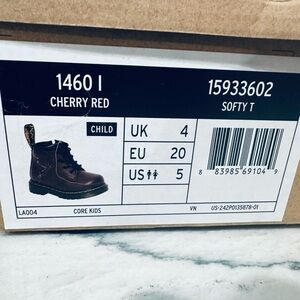 1460 I
CHERRY RED
15933602
SOFTY T
CHILD
UK 4
EU 20
US 5
8 83985 69104 9
LA004
CORE KIDS
VN
US-242P0135878-01